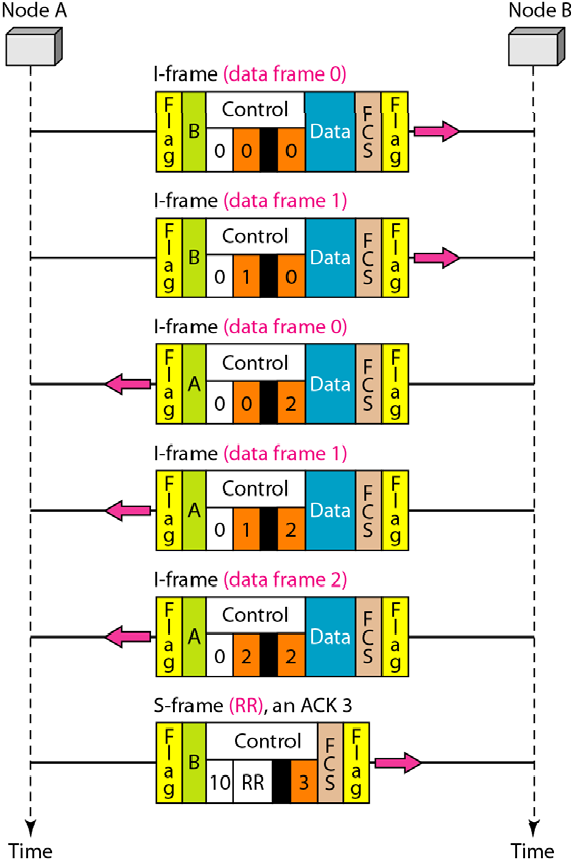 Node A
Node B
I-frame (data frame 0)
Flag B Control Data FCS Flag
0 0 0
I-frame (data frame 1)
Flag B Control Data FCS Flag
0 1 0
I-frame (data frame 0)
Flag A Control Data FCS Flag
0 0 2
I-frame (data frame 1)
Flag A Control Data FCS Flag
0 1 2
I-frame (data frame 2)
Flag A Control Data FCS Flag
0 2 2
S-frame (RR), an ACK 3
Flag B Control FCS Flag
10 RR 3
Time
Time